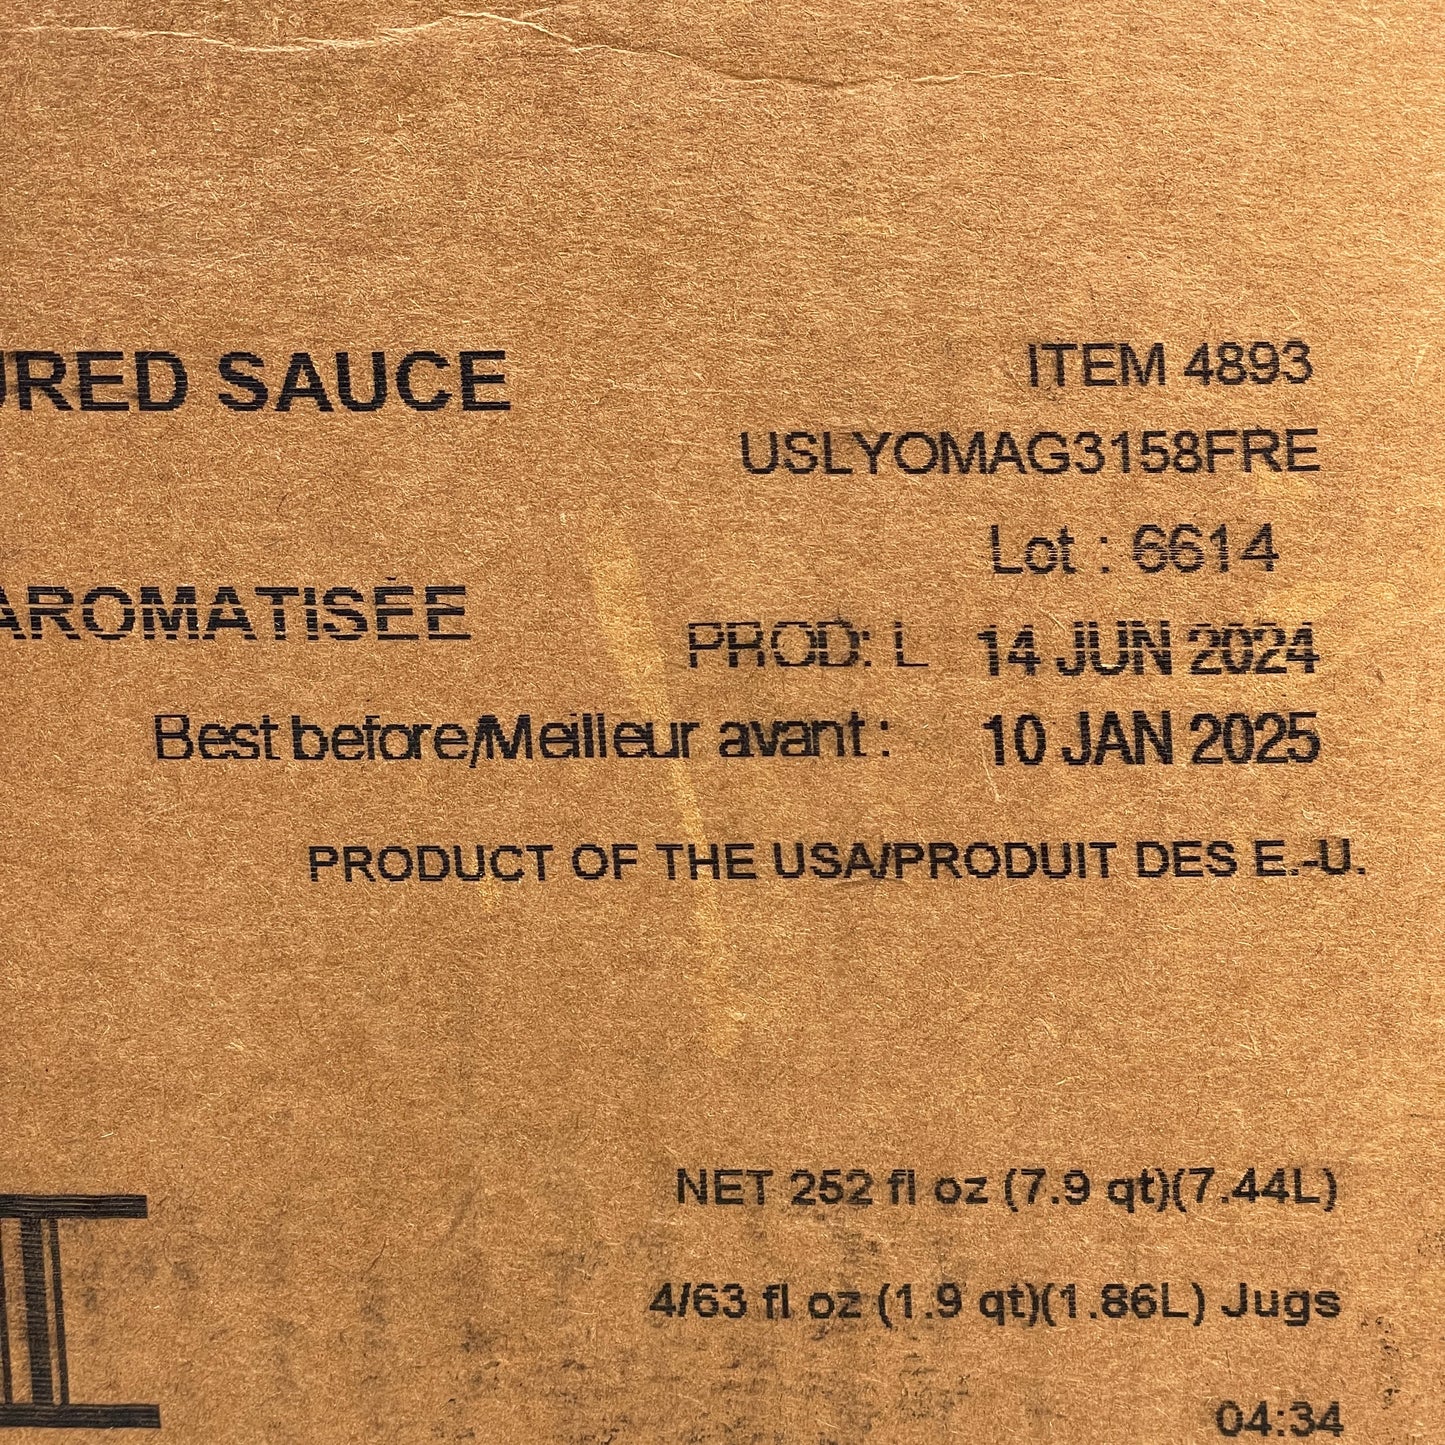 URED SAUCE
ITEM 4893
USLYOMAG3158FRE
Lot : 6614
AROMATISÉE
PROD: L 14 JUN 2024
Best before/Meilleur avant : 10 JAN 2025
PRODUCT OF THE USA/PRODUIT DES E.-U.
NET 252 fl oz (7.9 qt)(7.44L)
4/63 fl oz (1.9 qt)(1.86L) Jugs
04:34